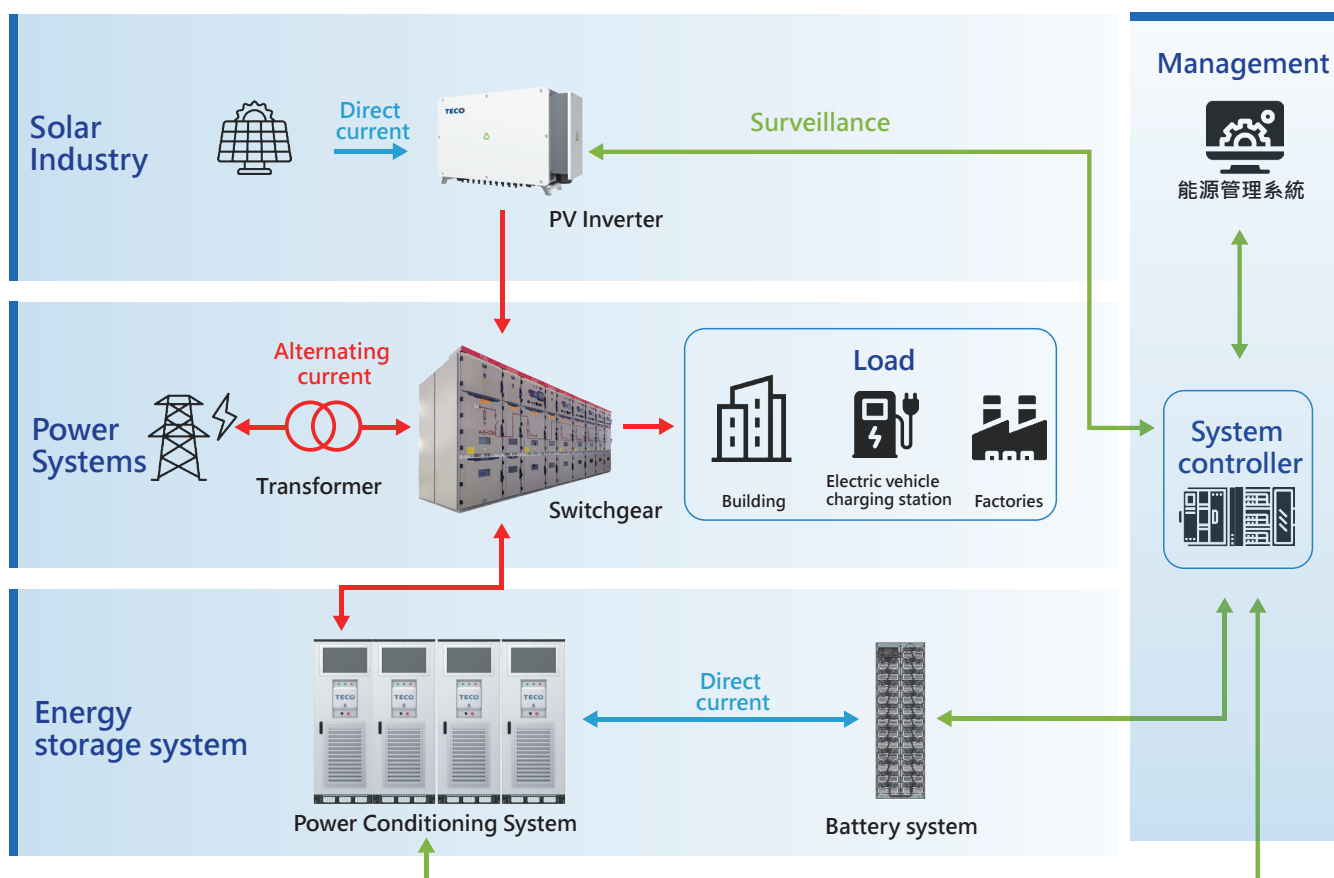 Solar
Industry
Direct
current
TECO
PV Inverter
Surveillance
Management
能源管理系統
Power
Systems
Alternating
current
Transformer
Switchgear
Load
Building
Electric vehicle
charging station
Factories
System
controller
Energy
storage system
TECO
TECO
TECO
TECO
Power Conditioning System
Direct
current
Battery system